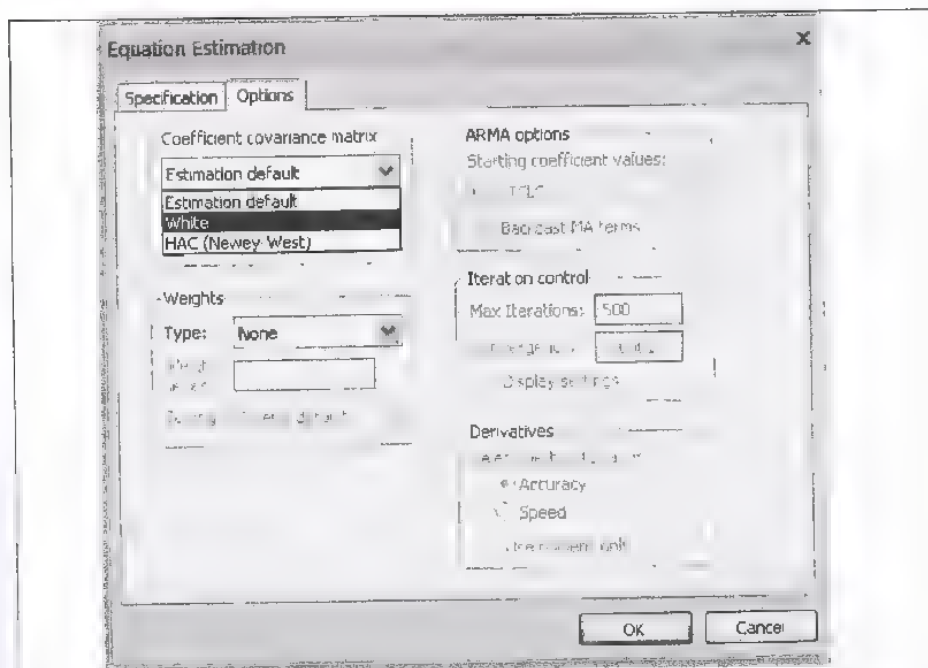 Equation Estimation
Specification
Options
Coefficient covariance matrix
Estimation default
Estimation default
White
HAC (Newey-West)
Weights
Type: None
ARMA options
Starting coefficient values:
Backcast MA terms
Iteration control
Max Iterations: 500
Display settings
Derivatives
Accuracy
Speed
OK
Cancel